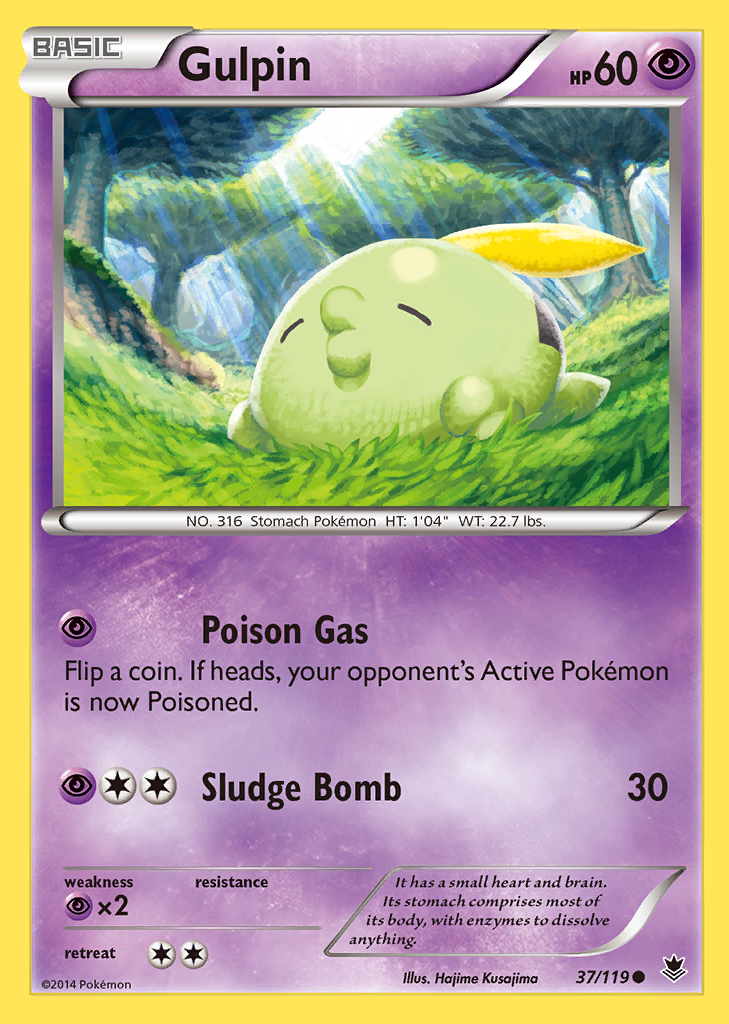 BASIC
Gulpin
HP60
NO. 316 Stomach Pokémon HT: 1'04" WT: 22.7 lbs.
Poison Gas
Flip a coin. If heads, your opponent's Active Pokémon
is now Poisoned.
Sludge Bomb 30
weakness resistance
×2
retreat
It has a small heart and brain.
Its stomach comprises most of
its body, with enzymes to dissolve
anything.
©2014 Pokémon
Illus. Hajime Kusajima
37/119